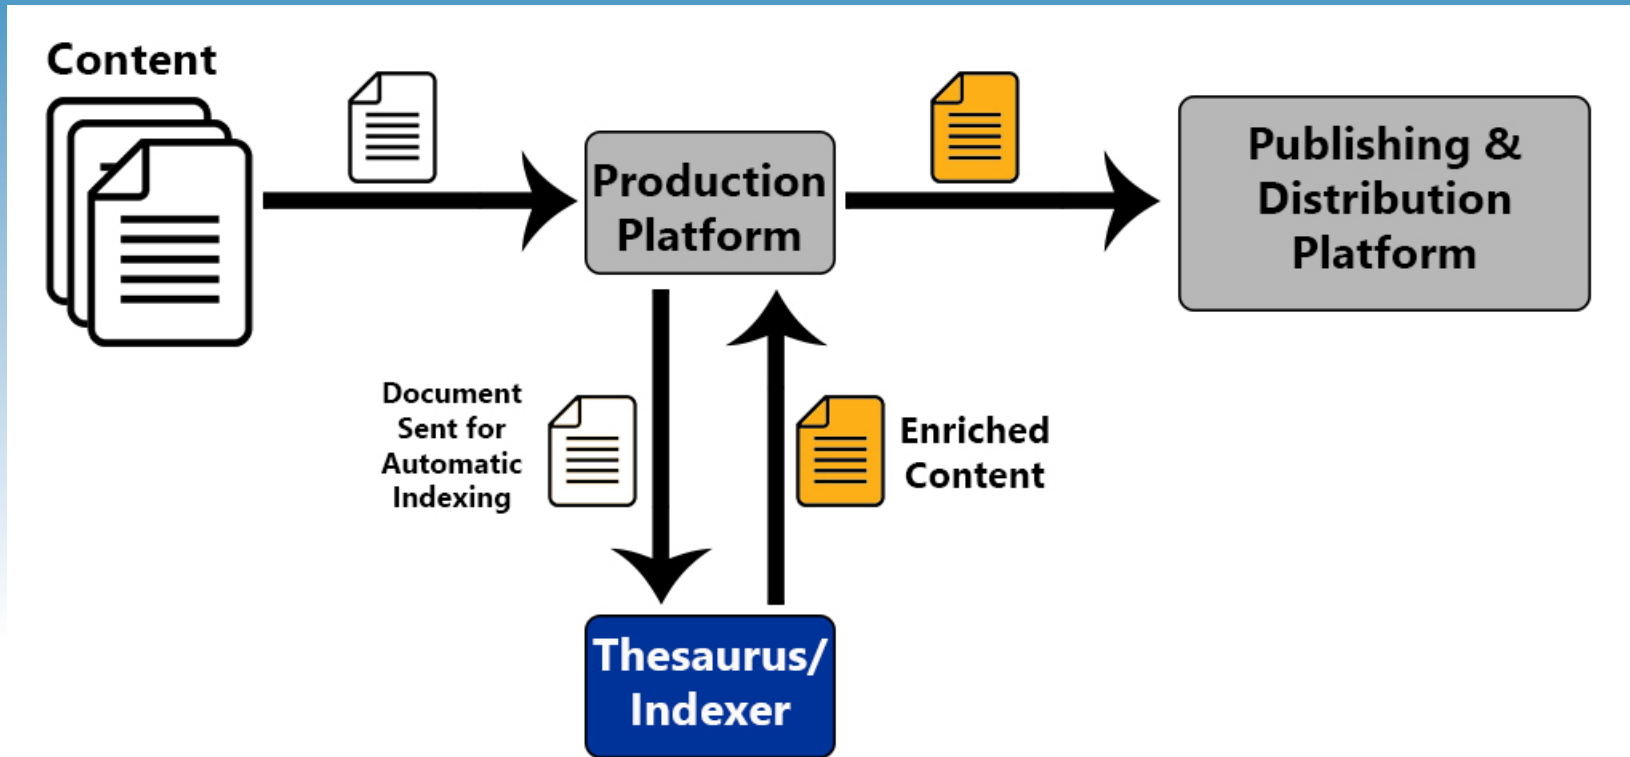 Content
Production
Platform
Publishing &
Distribution
Platform
Document
Sent for
Automatic
Indexing
Enriched
Content
Thesaurus/
Indexer